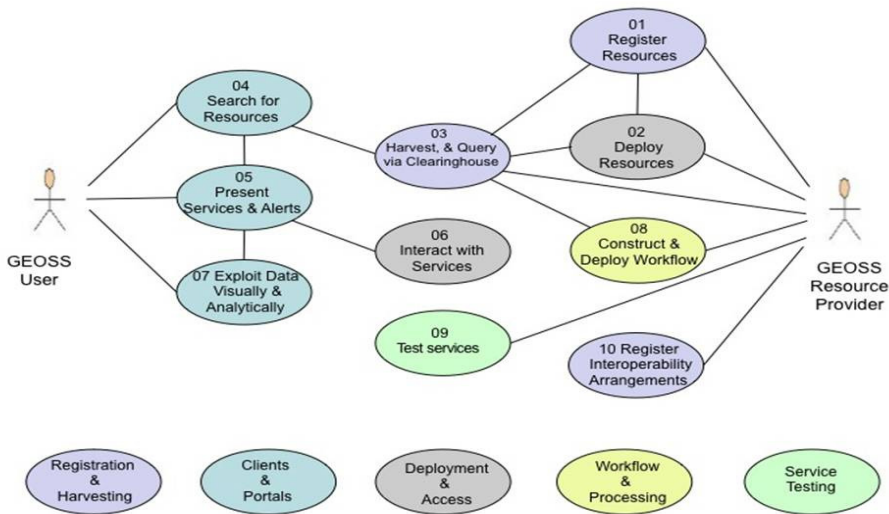 01
Register
Resources
04
Search for
Resources
03
Harvest, & Query
via Clearinghouse
02
Deploy
Resources
05
Present
Services & Alerts
06
Interact with
Services
08
Construct &
Deploy Workflow
GEOSS
User
GEOSS
Resource
Provider
07 Exploit Data
Visually &
Analytically
09
Test services
10 Register
Interoperability
Arrangements
Registration
&
Harvesting
Clients
&
Portals
Deployment
&
Access
Workflow
&
Processing
Service
Testing